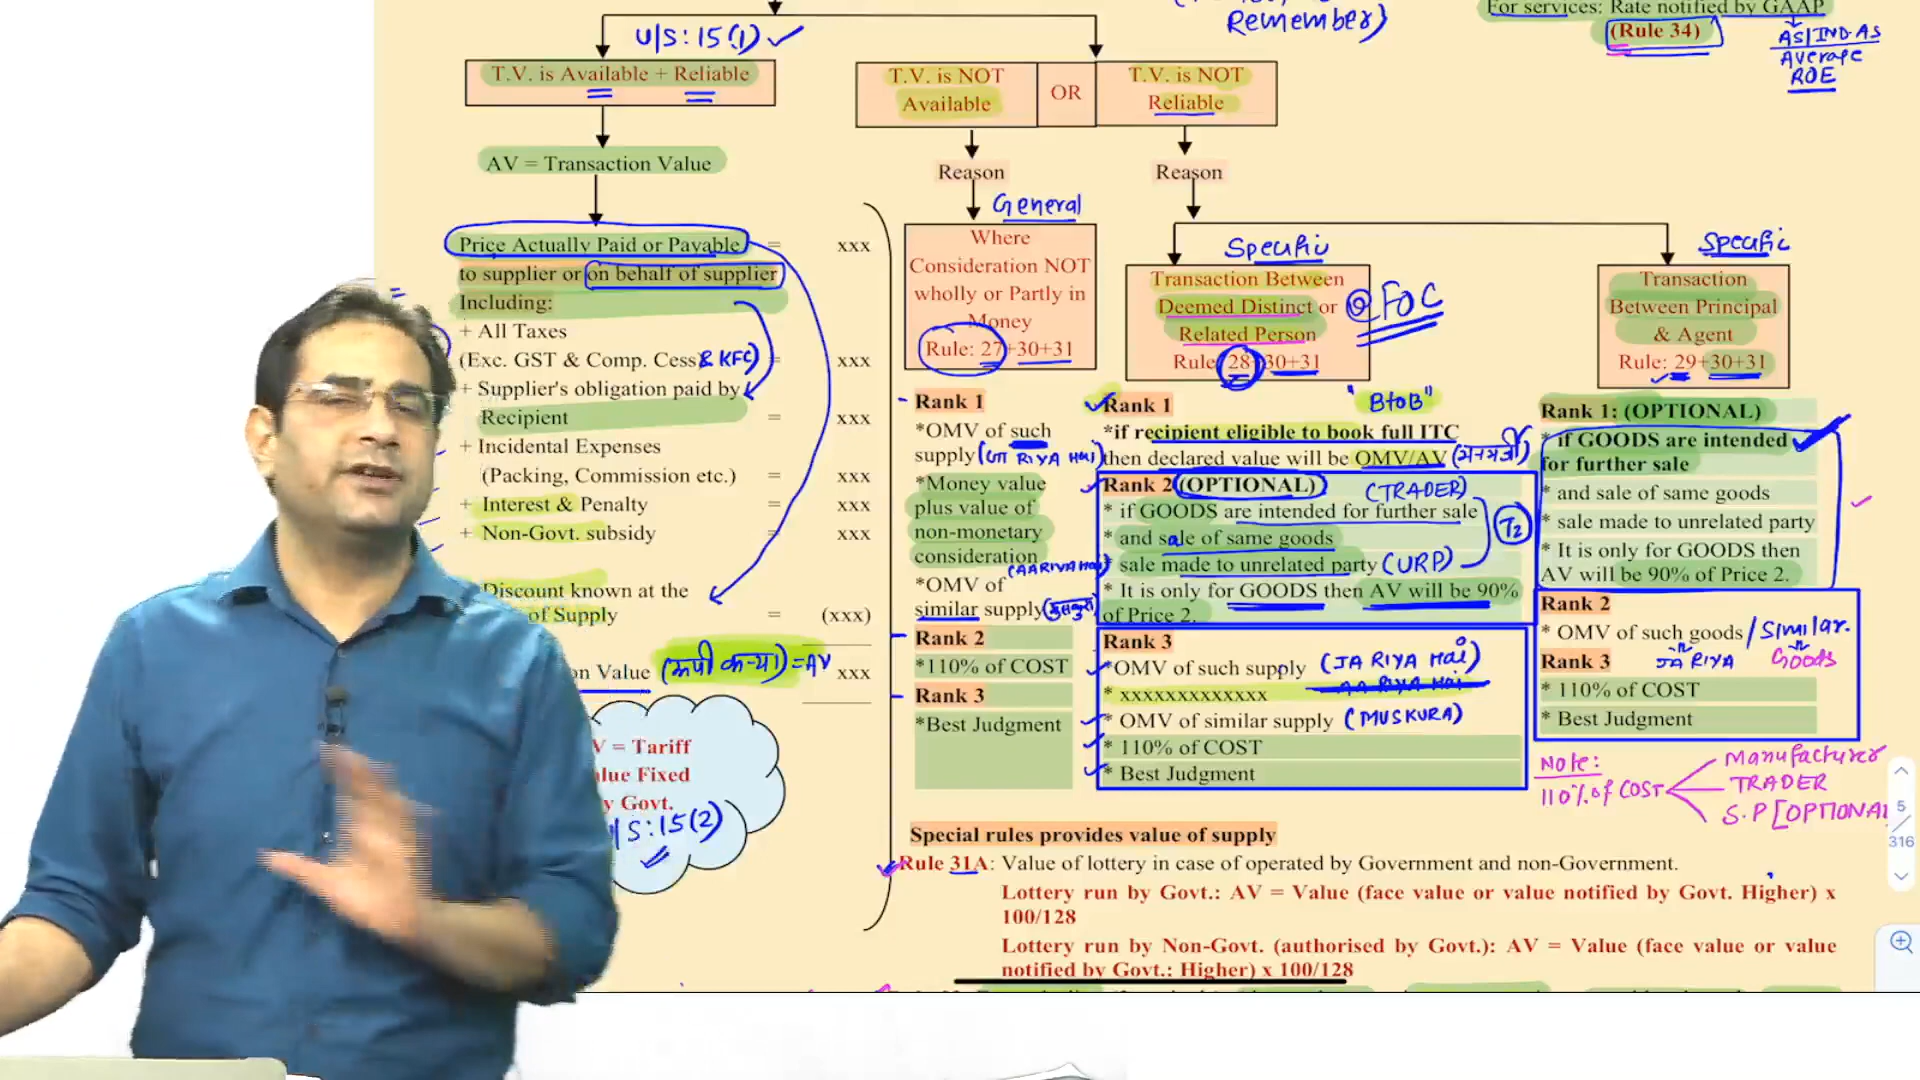 Remember)
For services: Rate notified by GAAP
(Rule 34)
AS/IND-AS
Average
ROE
U/S: 15(1)
T.V. is Available + Reliable
T.V. is NOT
Available
OR
T.V. is NOT
Reliable
AV = Transaction Value
Reason
Reason
General
Specific
Specific
Price Actually Paid or Payable = xxx
to supplier or on behalf of supplier
Including:
+ All Taxes
(Exc. GST & Comp. Cess & KFC) = xxx
+ Supplier's obligation paid by
Recipient = xxx
+ Incidental Expenses
(Packing, Commission etc.) = xxx
+ Interest & Penalty = xxx
+ Non-Govt. subsidy = xxx
Discount known at the
of Supply = (xxx)
on Value = AV xxx
V = Tariff
alue Fixed
y Govt.
U/S: 15(2)
Where
Consideration NOT
wholly or Partly in
Money
Rule: 27+30+31
Rank 1
*OMV of such
supply (JA RIYA Hai)
*Money value
plus value of
non-monetary
consideration
(AA RIYA Hai)
*OMV of
similar supply
Rank 2
*110% of COST
Rank 3
*Best Judgment
Transaction Between
Deemed Distinct or
Related Person
Rule: 28+30+31
@ FOC
"BtoB"
Rank 1
*if recipient eligible to book full ITC
then declared value will be OMV/AV
Rank 2 (OPTIONAL) (TRADER)
* if GOODS are intended for further sale
* and sale of same goods
* sale made to unrelated party (URP)
T2
* It is only for GOODS then AV will be 90%
of Price 2.
Rank 3
*OMV of such supply (JA RIYA Hai)
* xxxxxxxxxxxxx AA RIYA Hai
* OMV of similar supply (MUSKURA)
* 110% of COST
* Best Judgment
Transaction
Between Principal
& Agent
Rule: 29+30+31
Rank 1: (OPTIONAL)
* if GOODS are intended
for further sale
* and sale of same goods
* sale made to unrelated party
* It is only for GOODS then
AV will be 90% of Price 2.
Rank 2
* OMV of such goods / Similar.
Rank 3 JA RIYA Goods
* 110% of COST
* Best Judgment
Note:
110% of COST
Manufacturer
TRADER
S.P [OPTIONAL
5
316
Special rules provides value of supply
Rule 31A: Value of lottery in case of operated by Government and non-Government.
Lottery run by Govt.: AV = Value (face value or value notified by Govt. Higher) x
100/128
Lottery run by Non-Govt. (authorised by Govt.): AV = Value (face value or value
notified by Govt.: Higher) x 100/128